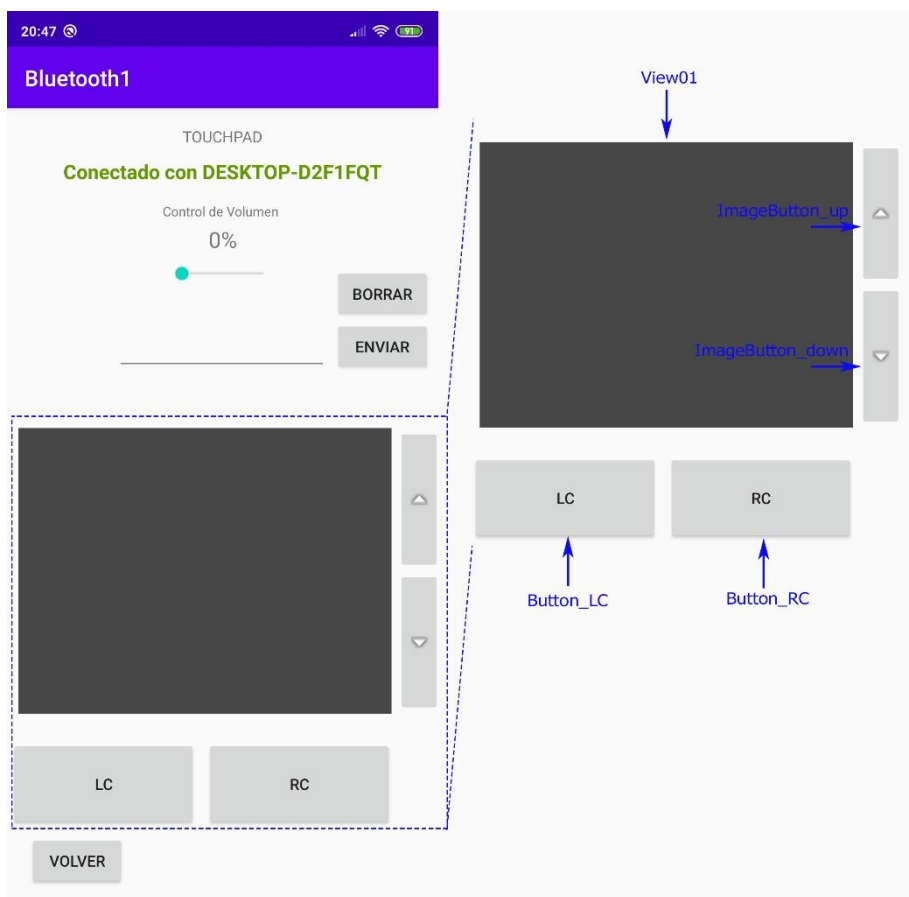 20:47
91
Bluetooth1
TOUCHPAD
Conectado con DESKTOP-D2F1FQT
Control de Volumen
0%
BORRAR
ENVIAR
LC
RC
VOLVER
View01
ImageButton_up
ImageButton_down
LC
RC
Button_LC
Button_RC